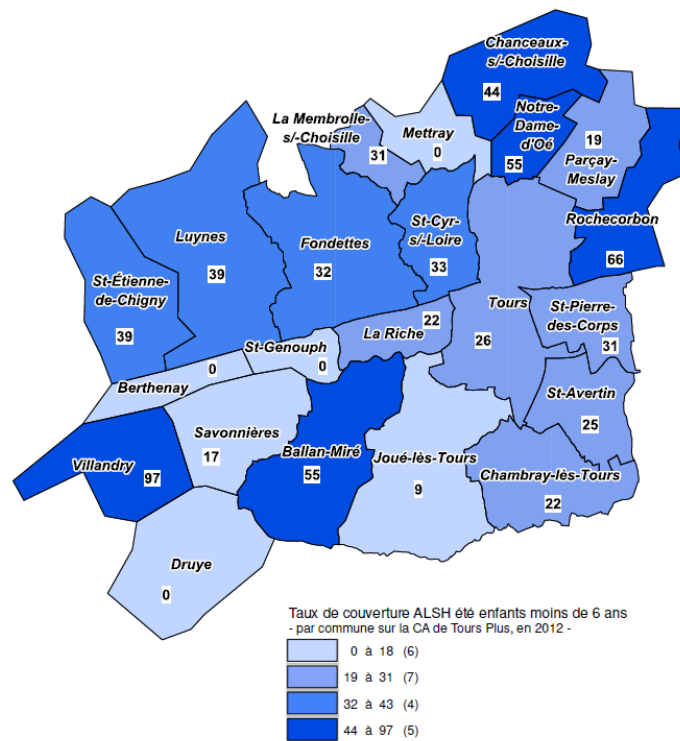 Chanceaux-
s/-Choisille
44
Notre-
Dame-
d'Oé
55
La Membrolle-
s/-Choisille
31
Mettray
0
19
Parçay-
Meslay
Rochecorbon
66
Luynes
39
Fondettes
32
St-Cyr-
s/-Loire
33
St-Étienne-
de-Chigny
39
Tours
26
St-Pierre-
des-Corps
31
La Riche
22
St-Genouph
0
Berthenay
0
St-Avertin
25
Savonnières
17
Villandry
97
Ballan-Miré
55
Joué-lès-Tours
9
Chambray-lès-Tours
22
Druye
0
Taux de couverture ALSH été enfants moins de 6 ans
- par commune sur la CA de Tours Plus, en 2012 -
0 à 18 (6)
19 à 31 (7)
32 à 43 (4)
44 à 97 (5)